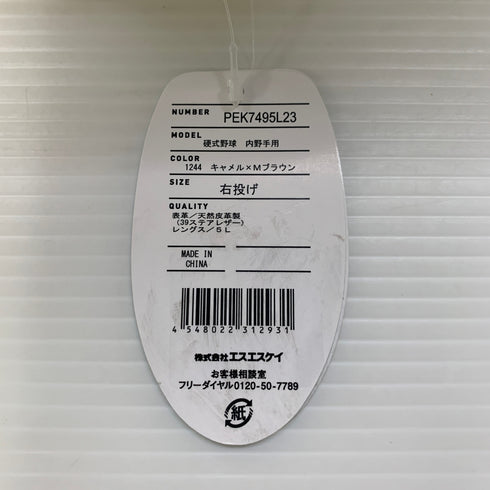 NUMBER PEK7495L23
MODEL
硬式野球 内野手用
COLOR
1244 キャメル×Mブラウン
SIZE 右投げ
QUALITY
表革/天然皮革製
(39ステアレザー)
レングス/5L
MADE IN
CHINA
4 548022 312931
株式会社エスエスケイ
お客様相談室
フリーダイヤル0120-50-7789
紙